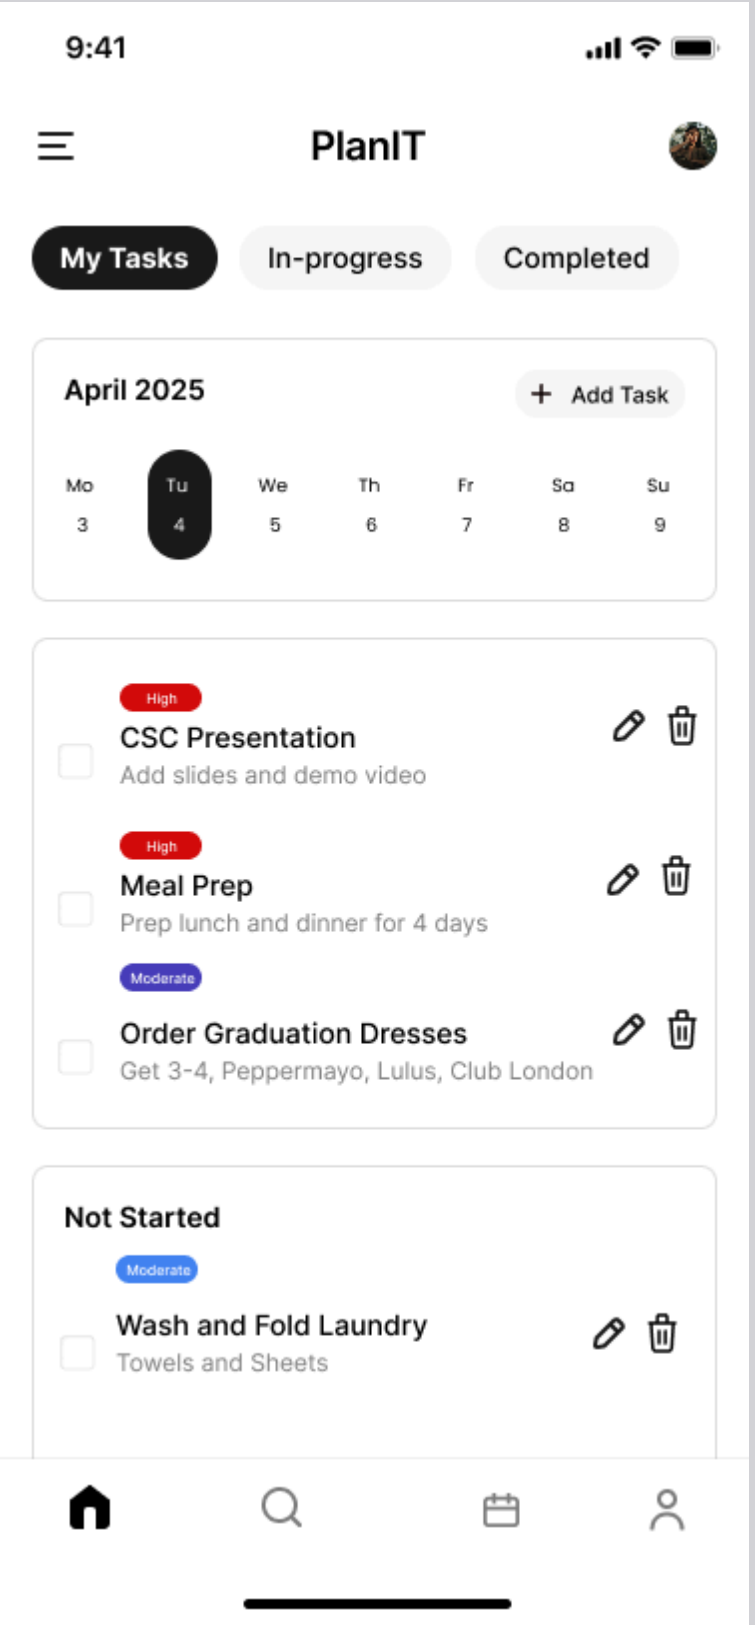 9:41
PlanIT
My Tasks In-progress Completed
April 2025 + Add Task
Mo Tu We Th Fr Sa Su
3 4 5 6 7 8 9
High
CSC Presentation
Add slides and demo video
High
Meal Prep
Prep lunch and dinner for 4 days
Moderate
Order Graduation Dresses
Get 3-4, Peppermayo, Lulus, Club London
Not Started
Moderate
Wash and Fold Laundry
Towels and Sheets